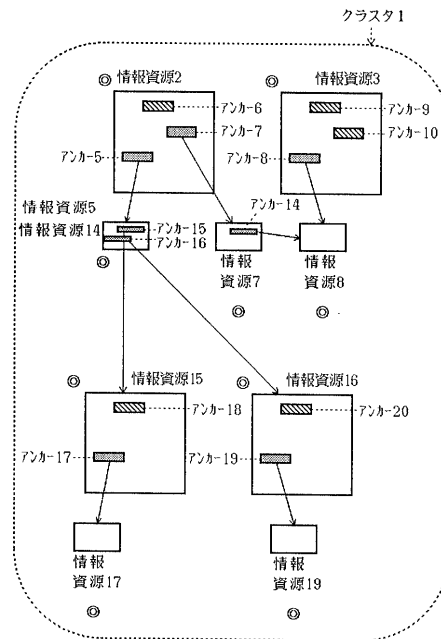 クラスタ1
情報資源2
情報資源3
アンカー6
アンカー7
アンカー5
アンカー9
アンカー10
アンカー8
情報資源5
情報資源14
アンカー15
アンカー16
アンカー14
情報
資源7
情報
資源8
情報資源15
情報資源16
アンカー18
アンカー17
アンカー20
アンカー19
情報
資源17
情報
資源19